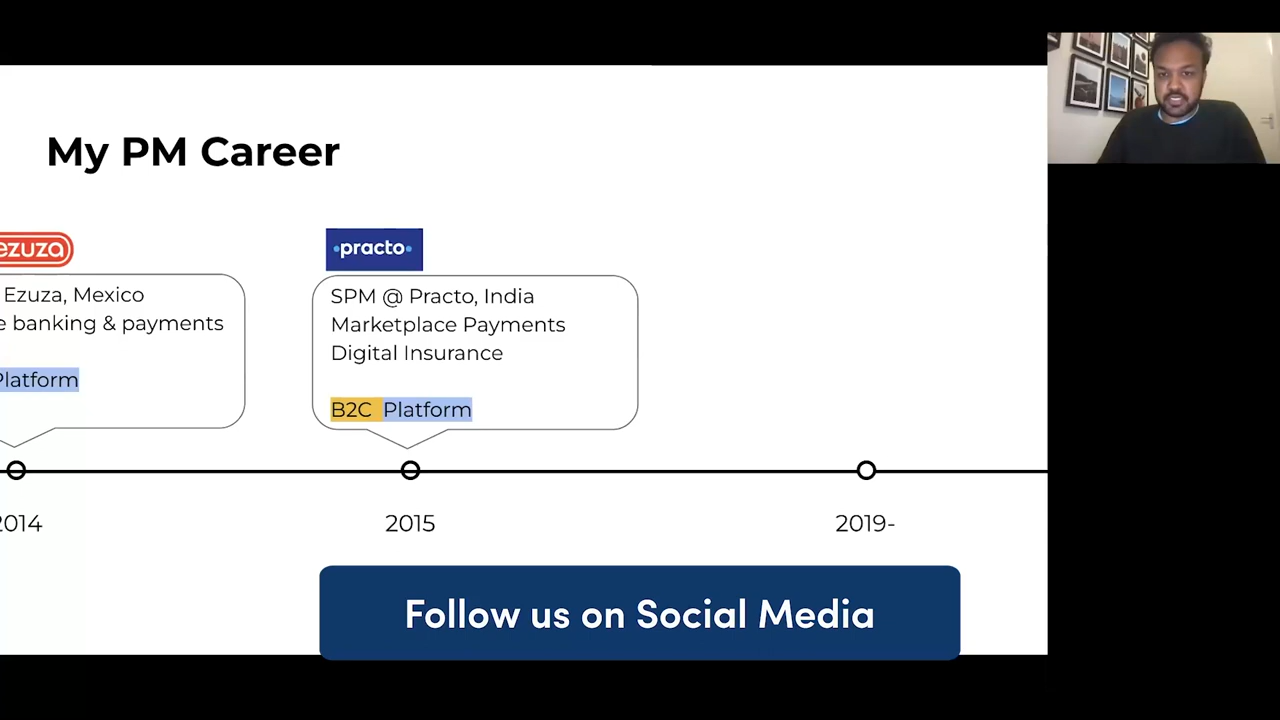 My PM Career
ezuza
practo
Ezuza, Mexico
banking & payments
Platform
SPM @ Practo, India
Marketplace Payments
Digital Insurance
B2C Platform
2014
2015
2019-
Follow us on Social Media